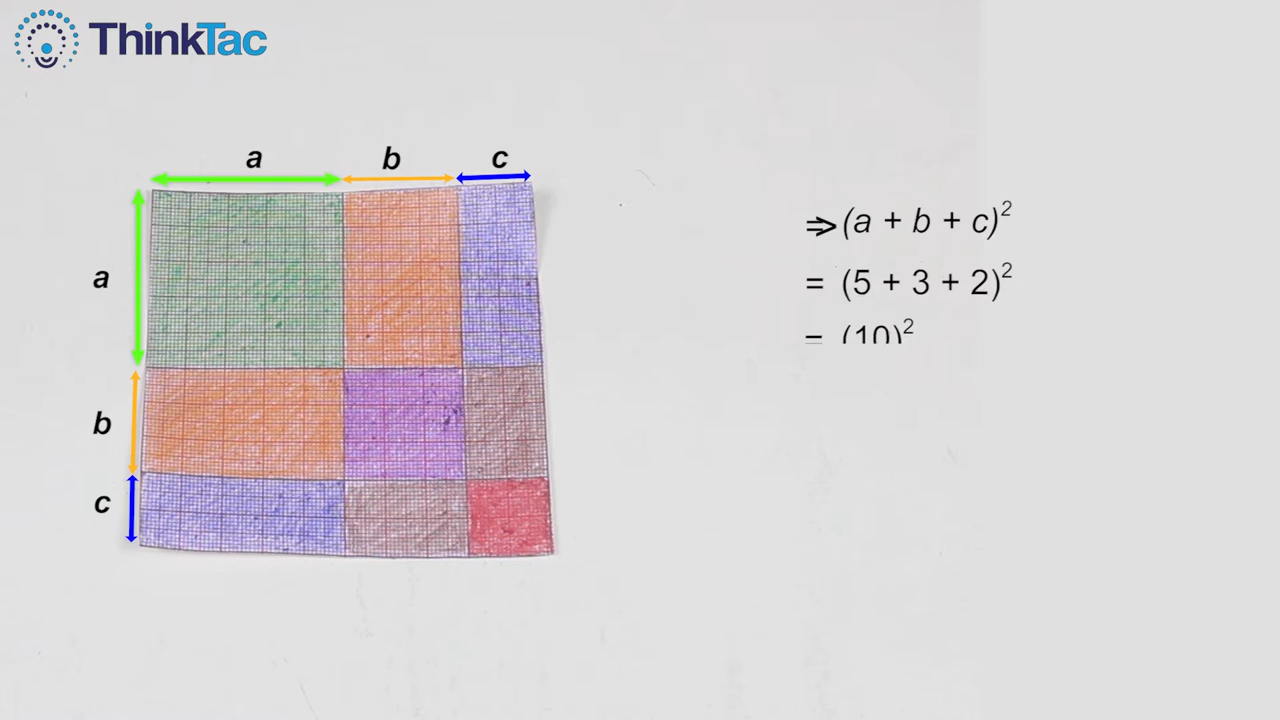 ThinkTac
a b c
a
b
c
⇒ (a + b + c)²
= (5 + 3 + 2)²
= (10)²